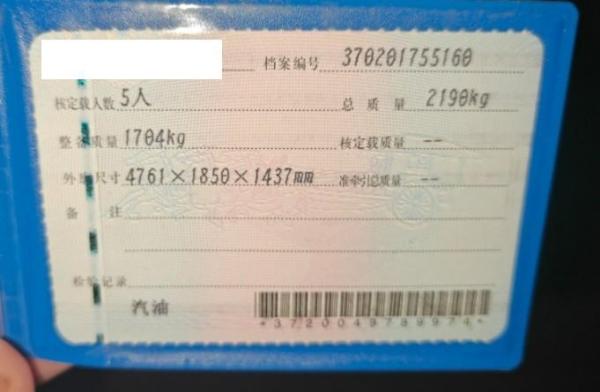 档案编号 370201755160
核定载人数 5人 总质量 2190kg
整备质量 1704kg 核定载质量 --
外廓尺寸 4761×1850×1437mm 准牵引总质量 --
备注
检验记录
汽油
*3720049789974*